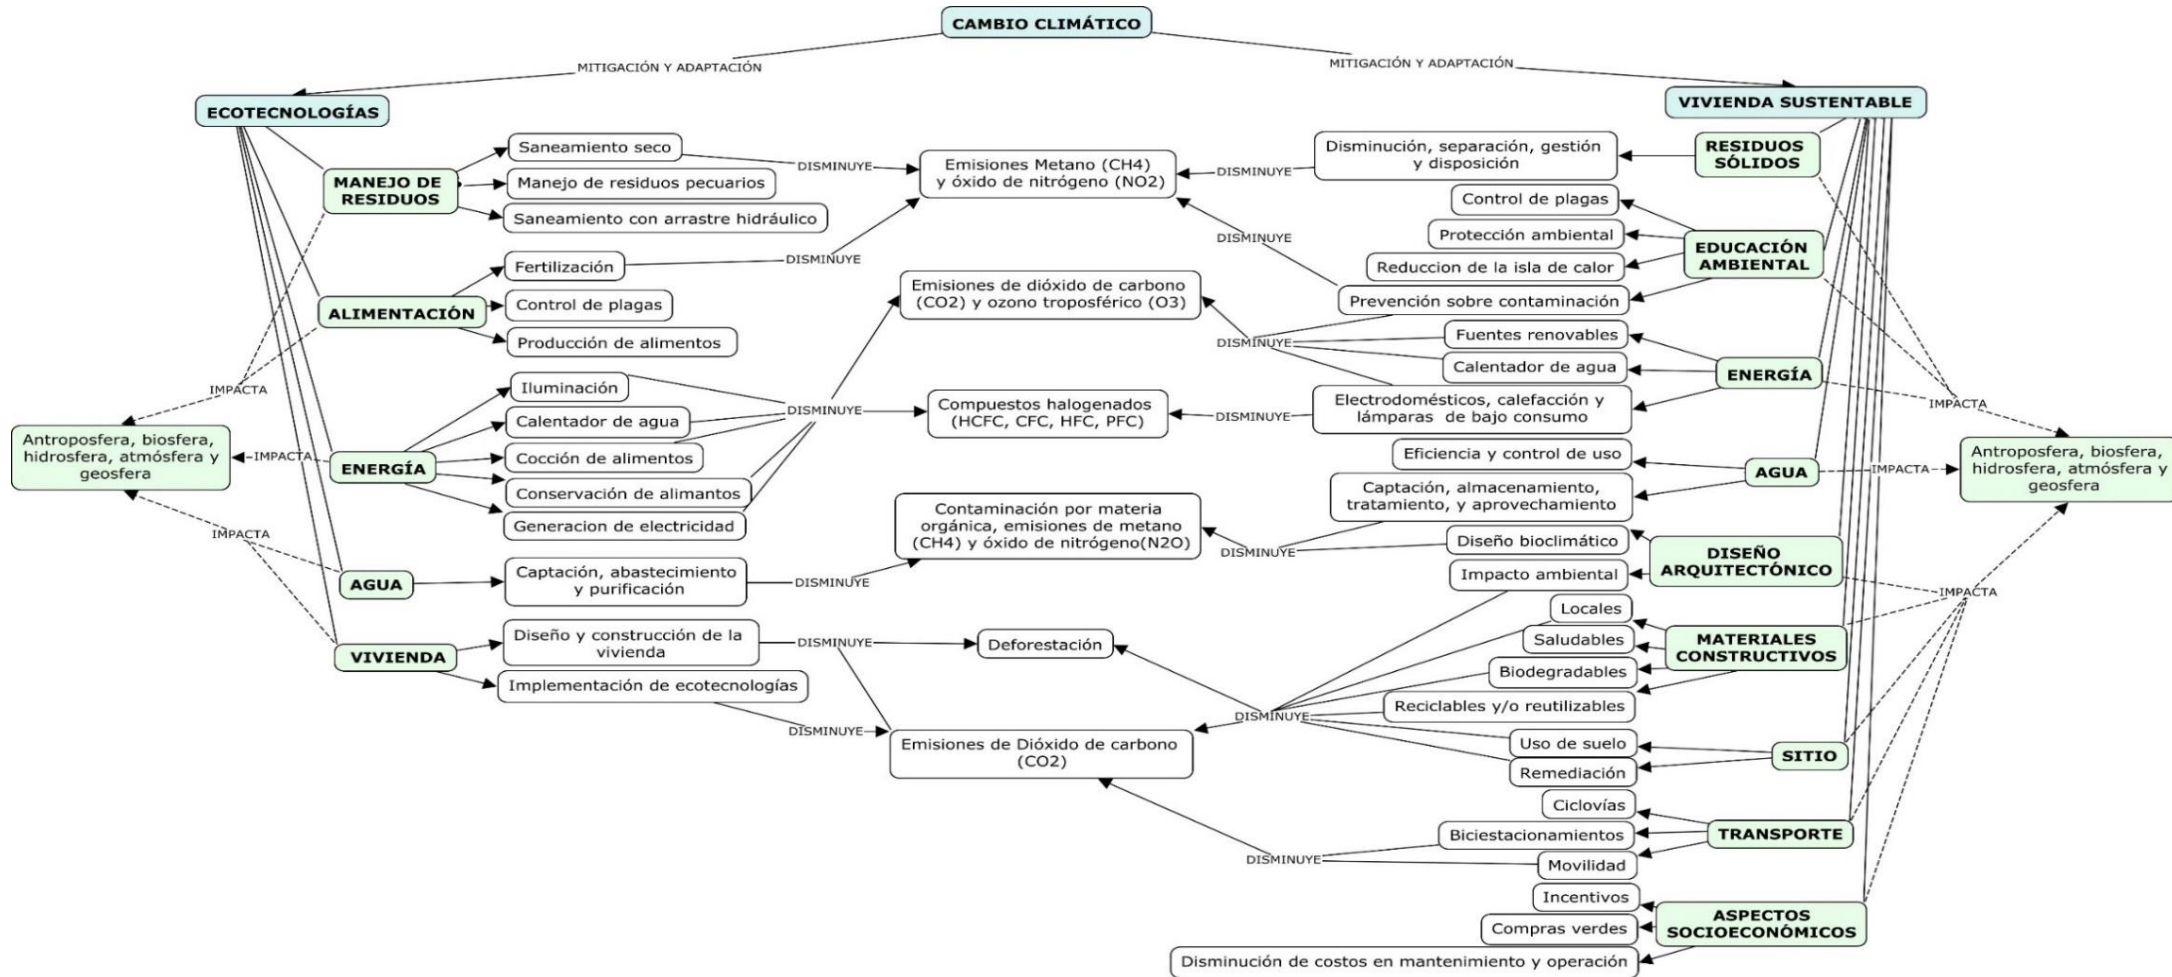 CAMBIO CLIMÁTICO
MITIGACIÓN Y ADAPTACIÓN
MITIGACIÓN Y ADAPTACIÓN
ECOTECNOLOGÍAS
VIVIENDA SUSTENTABLE
MANEJO DE
RESIDUOS
Saneamiento seco
Manejo de residuos pecuarios
Saneamiento con arrastre hidráulico
DISMINUYE
ALIMENTACIÓN
Fertilización
Control de plagas
Producción de alimentos
DISMINUYE
IMPACTA
ENERGÍA
Iluminación
Calentador de agua
Cocción de alimentos
Conservación de alimantos
Generacion de electricidad
DISMINUYE
IMPACTA
Antroposfera, biosfera,
hidrosfera, atmósfera y
geosfera
IMPACTA
AGUA
Captación, abastecimiento
y purificación
DISMINUYE
VIVIENDA
Diseño y construcción de la
vivienda
Implementación de ecotecnologías
DISMINUYE
DISMINUYE
Emisiones Metano (CH4)
y óxido de nitrógeno (NO2)
Emisiones de dióxido de carbono
(CO2) y ozono troposférico (O3)
Compuestos halogenados
(HCFC, CFC, HFC, PFC)
Contaminación por materia
orgánica, emisiones de metano
(CH4) y óxido de nitrógeno(N2O)
Deforestación
Emisiones de Dióxido de carbono
(CO2)
DISMINUYE
Disminución, separación, gestión
y disposición
RESIDUOS
SÓLIDOS
DISMINUYE
Control de plagas
Protección ambiental
Reduccion de la isla de calor
Prevención sobre contaminación
EDUCACIÓN
AMBIENTAL
DISMINUYE
Fuentes renovables
Calentador de agua
Electrodomésticos, calefacción y
lámparas de bajo consumo
ENERGÍA
DISMINUYE
IMPACTA
Eficiencia y control de uso
Captación, almacenamiento,
tratamiento, y aprovechamiento
AGUA
IMPACTA
Antroposfera, biosfera,
hidrosfera, atmósfera y
geosfera
DISMINUYE
Diseño bioclimático
Impacto ambiental
DISEÑO
ARQUITECTÓNICO
IMPACTA
Locales
Saludables
Biodegradables
Reciclables y/o reutilizables
MATERIALES
CONSTRUCTIVOS
DISMINUYE
Uso de suelo
Remediación
SITIO
Ciclovías
Biciestacionamientos
Movilidad
TRANSPORTE
DISMINUYE
Incentivos
Compras verdes
Disminución de costos en mantenimiento y operación
ASPECTOS
SOCIOECONÓMICOS